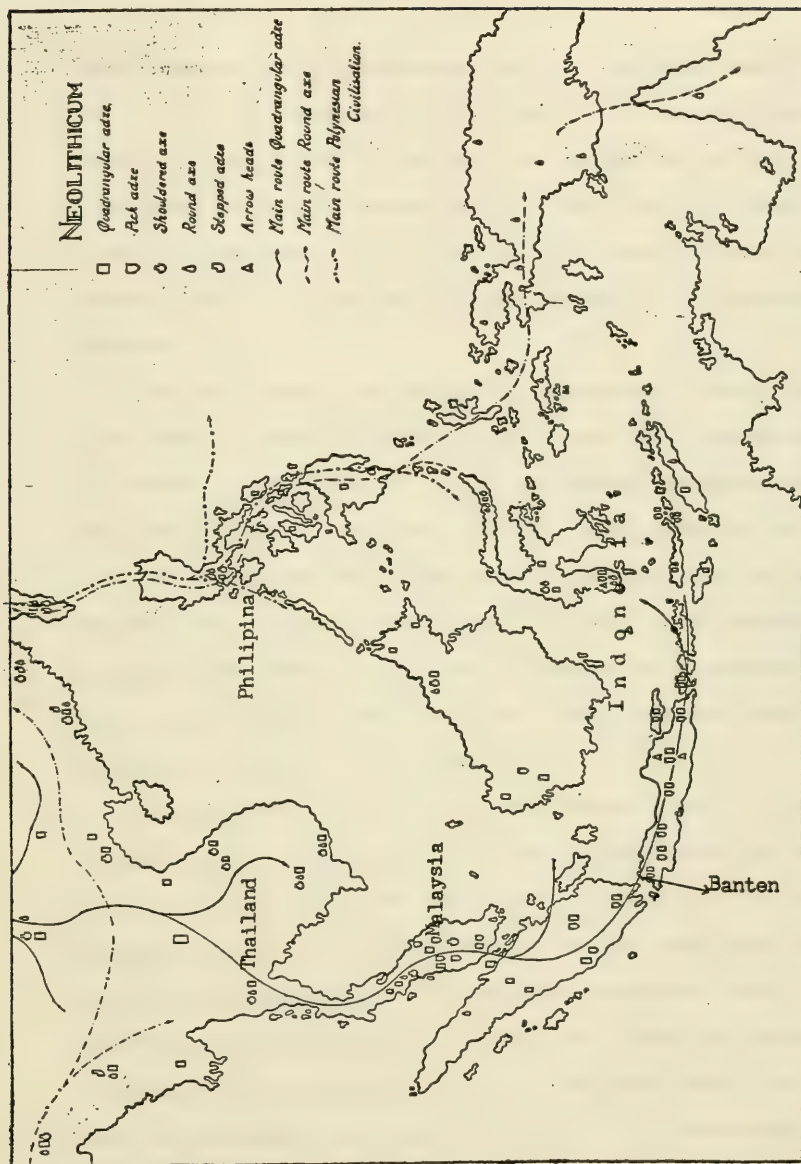 NEOLITHICUM
Quadrangular adze,
Pick adze
Shouldered axe
Round axe
Stepped adze
Arrow heads
Main route Quadrangular adze
Main route Round axe
Main route Polynesian
Civilisation.
Philipina
Thailand
Malaysia
Indonesia
Banten